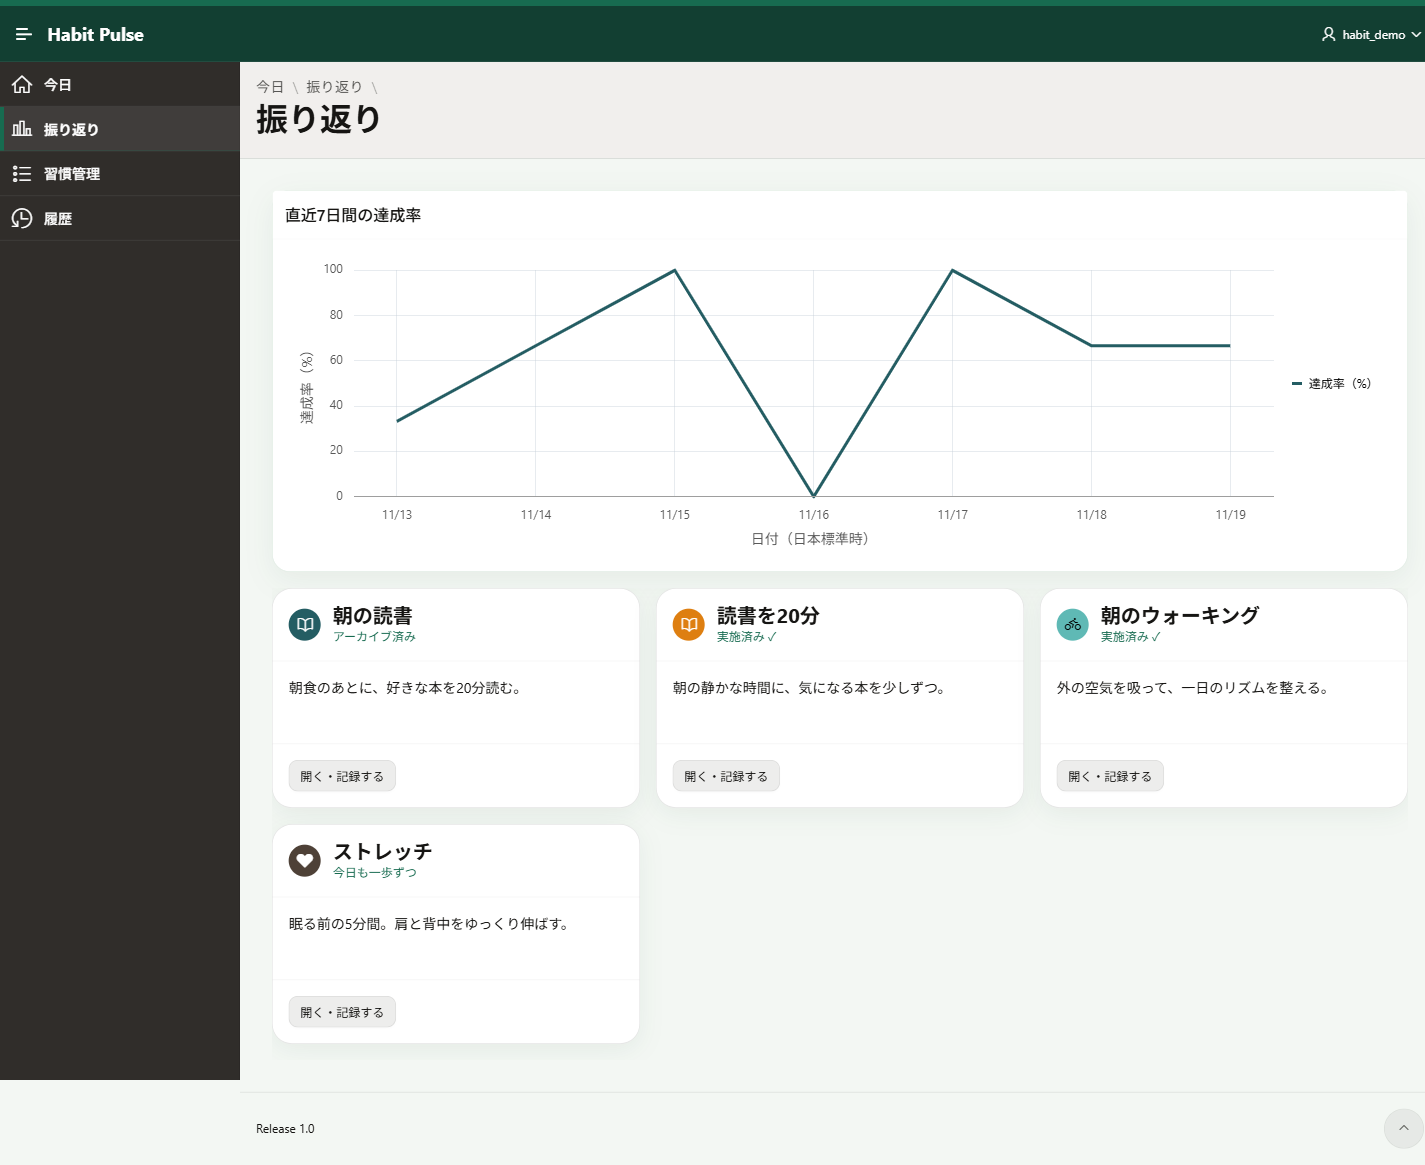 Habit Pulse
habit_demo
今日
振り返り
習慣管理
履歴
今日 \ 振り返り \
振り返り
直近7日間の達成率
100
80
60
40
20
0
達成率（%）
11/13 11/14 11/15 11/16 11/17 11/18 11/19
日付（日本標準時）
達成率（%）
朝の読書
アーカイブ済み
朝食のあとに、好きな本を20分読む。
開く・記録する
読書を20分
実施済み ✓
朝の静かな時間に、気になる本を少しずつ。
開く・記録する
朝のウォーキング
実施済み ✓
外の空気を吸って、一日のリズムを整える。
開く・記録する
ストレッチ
今日も一歩ずつ
眠る前の5分間。肩と背中をゆっくり伸ばす。
開く・記録する
Release 1.0